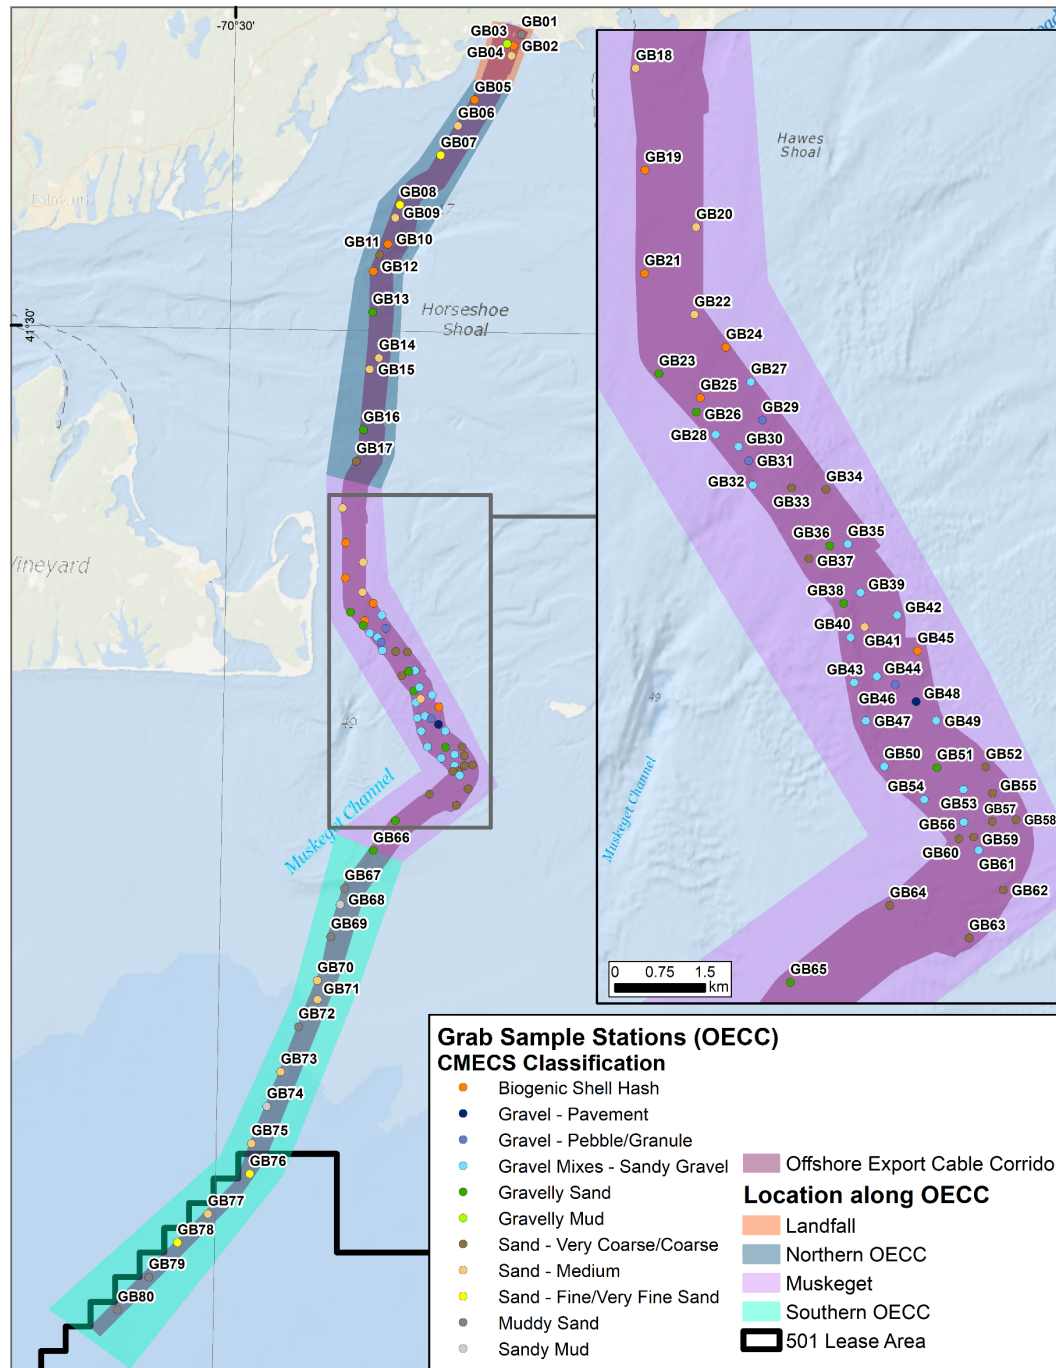 -70°30'
41°30'
GB01
GB03
GB02
GB04
GB05
GB06
GB07
GB08
GB09
GB10
GB11
GB12
GB13
Horseshoe
Shoal
GB14
GB15
GB16
GB17
Falmouth
Vineyard
49
Muskeget Channel
GB66
GB67
GB68
GB69
GB70
GB71
GB72
GB73
GB74
GB75
GB76
GB77
GB78
GB79
GB80
GB18
Hawes
Shoal
GB19
GB20
GB21
GB22
GB24
GB23
GB27
GB25
GB26
GB29
GB28
GB30
GB31
GB32
GB34
GB33
GB36
GB35
GB37
GB39
GB38
GB42
GB40
GB41
GB45
GB43
GB44
GB46
GB48
GB47
GB49
49
GB50
GB51
GB52
GB54
GB55
GB53
GB57
GB58
GB56
GB59
GB60
GB61
GB62
GB64
GB63
GB65
Muskeget Channel
0 0.75 1.5
km
Grab Sample Stations (OECC)
CMECS Classification
Biogenic Shell Hash
Gravel - Pavement
Gravel - Pebble/Granule
Gravel Mixes - Sandy Gravel
Gravelly Sand
Gravelly Mud
Sand - Very Coarse/Coarse
Sand - Medium
Sand - Fine/Very Fine Sand
Muddy Sand
Sandy Mud
Offshore Export Cable Corrido
Location along OECC
Landfall
Northern OECC
Muskeget
Southern OECC
501 Lease Area